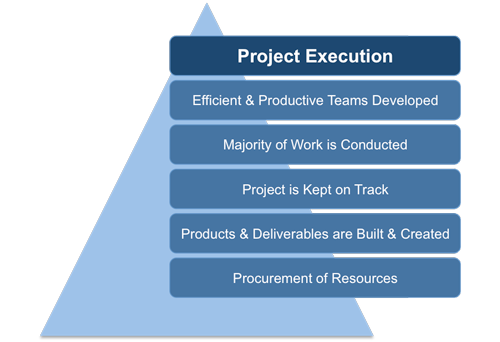 Project Execution
Efficient & Productive Teams Developed
Majority of Work is Conducted
Project is Kept on Track
Products & Deliverables are Built & Created
Procurement of Resources